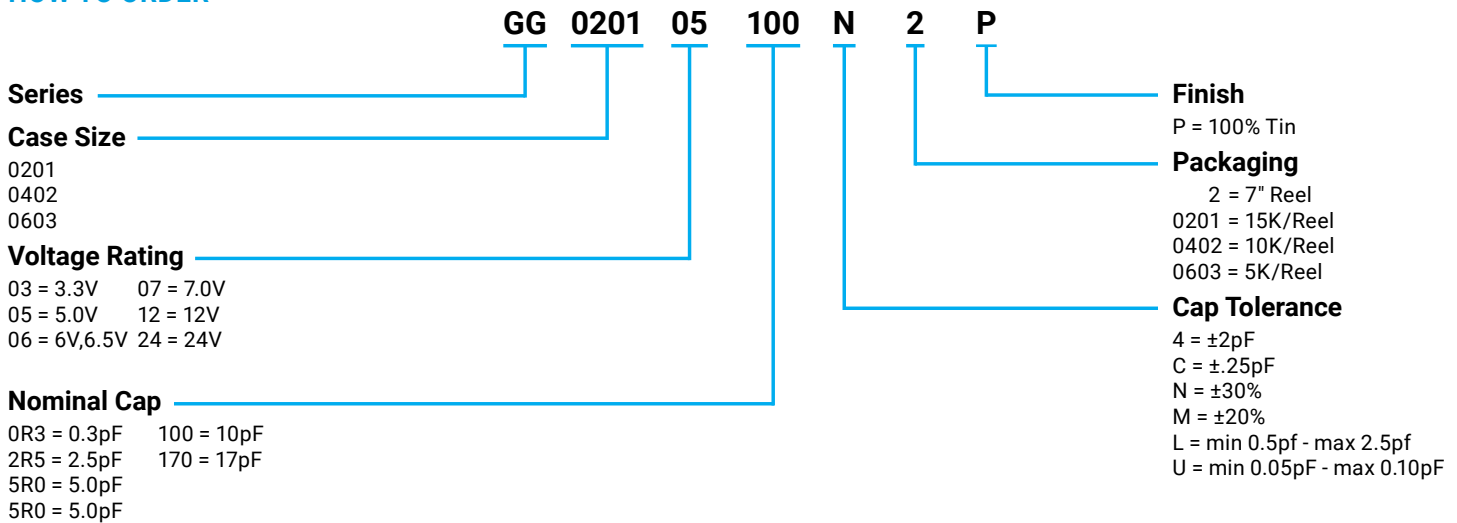 GG 0201 05 100 N 2 P
Series
Case Size
0201
0402
0603
Voltage Rating
03 = 3.3V 07 = 7.0V
05 = 5.0V 12 = 12V
06 = 6V,6.5V 24 = 24V
Nominal Cap
0R3 = 0.3pF 100 = 10pF
2R5 = 2.5pF 170 = 17pF
5R0 = 5.0pF
5R0 = 5.0pF
Finish
P = 100% Tin
Packaging
2 = 7" Reel
0201 = 15K/Reel
0402 = 10K/Reel
0603 = 5K/Reel
Cap Tolerance
4 = ±2pF
C = ±.25pF
N = ±30%
M = ±20%
L = min 0.5pf - max 2.5pf
U = min 0.05pF - max 0.10pF